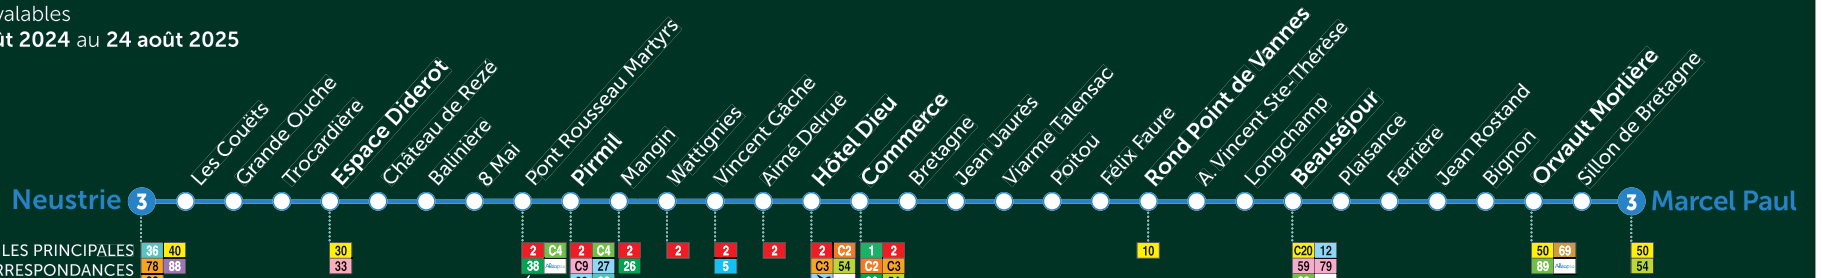 valables
ût 2024 au 24 août 2025
Neustrie 3
Les Couëts
Grande Ouche
Trocardière
Espace Diderot
Château de Rezé
Balinière
8 Mai
Pont Rousseau Martyrs
Pirmil
Mangin
Wattignies
Vincent Gâche
Aimé Delrue
Hôtel Dieu
Commerce
Bretagne
Jean Jaurès
Viarme Talensac
Poitou
Félix Faure
Rond Point de Vannes
A. Vincent Ste-Thérèse
Longchamp
Beauséjour
Plaisance
Ferrière
Jean Rostand
Bignon
Orvault Morlière
Sillon de Bretagne
3 Marcel Paul
LES PRINCIPALES 36 40 30 2 C4 2 C4 2 2 2 2 2 C2 1 2 10 C20 12 50 69 50
RRESPONDANCES 78 88 33 38 C9 27 26 5 C3 54 C2 C3 59 79 89 54